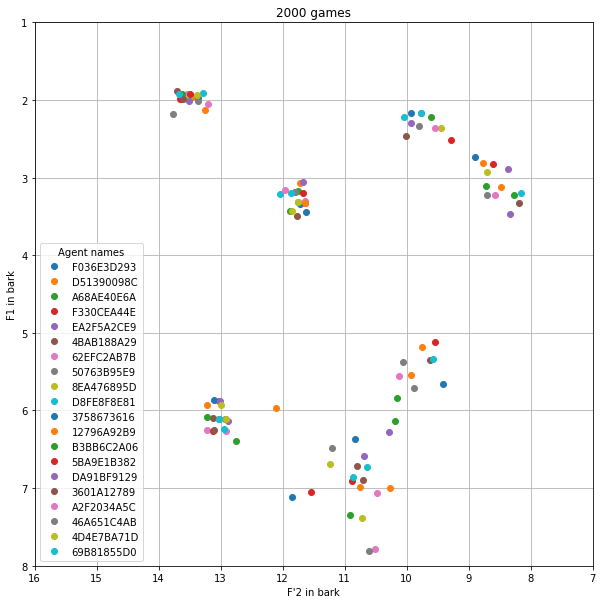 2000 games
1
2
3
4
5
6
7
8
F1 in bark
Agent names
F036E3D293
D51390098C
A68AE40E6A
F330CEA44E
EA2F5A2CE9
4BAB188A29
62EFC2AB7B
50763B95E9
8EA476895D
D8FE8F8E81
3758673616
12796A92B9
B3BB6C2A06
5BA9E1B382
DA91BF9129
3601A12789
A2F2034A5C
46A651C4AB
4D4E7BA71D
69B81855D0
16 15 14 13 12 11 10 9 8 7
F'2 in bark